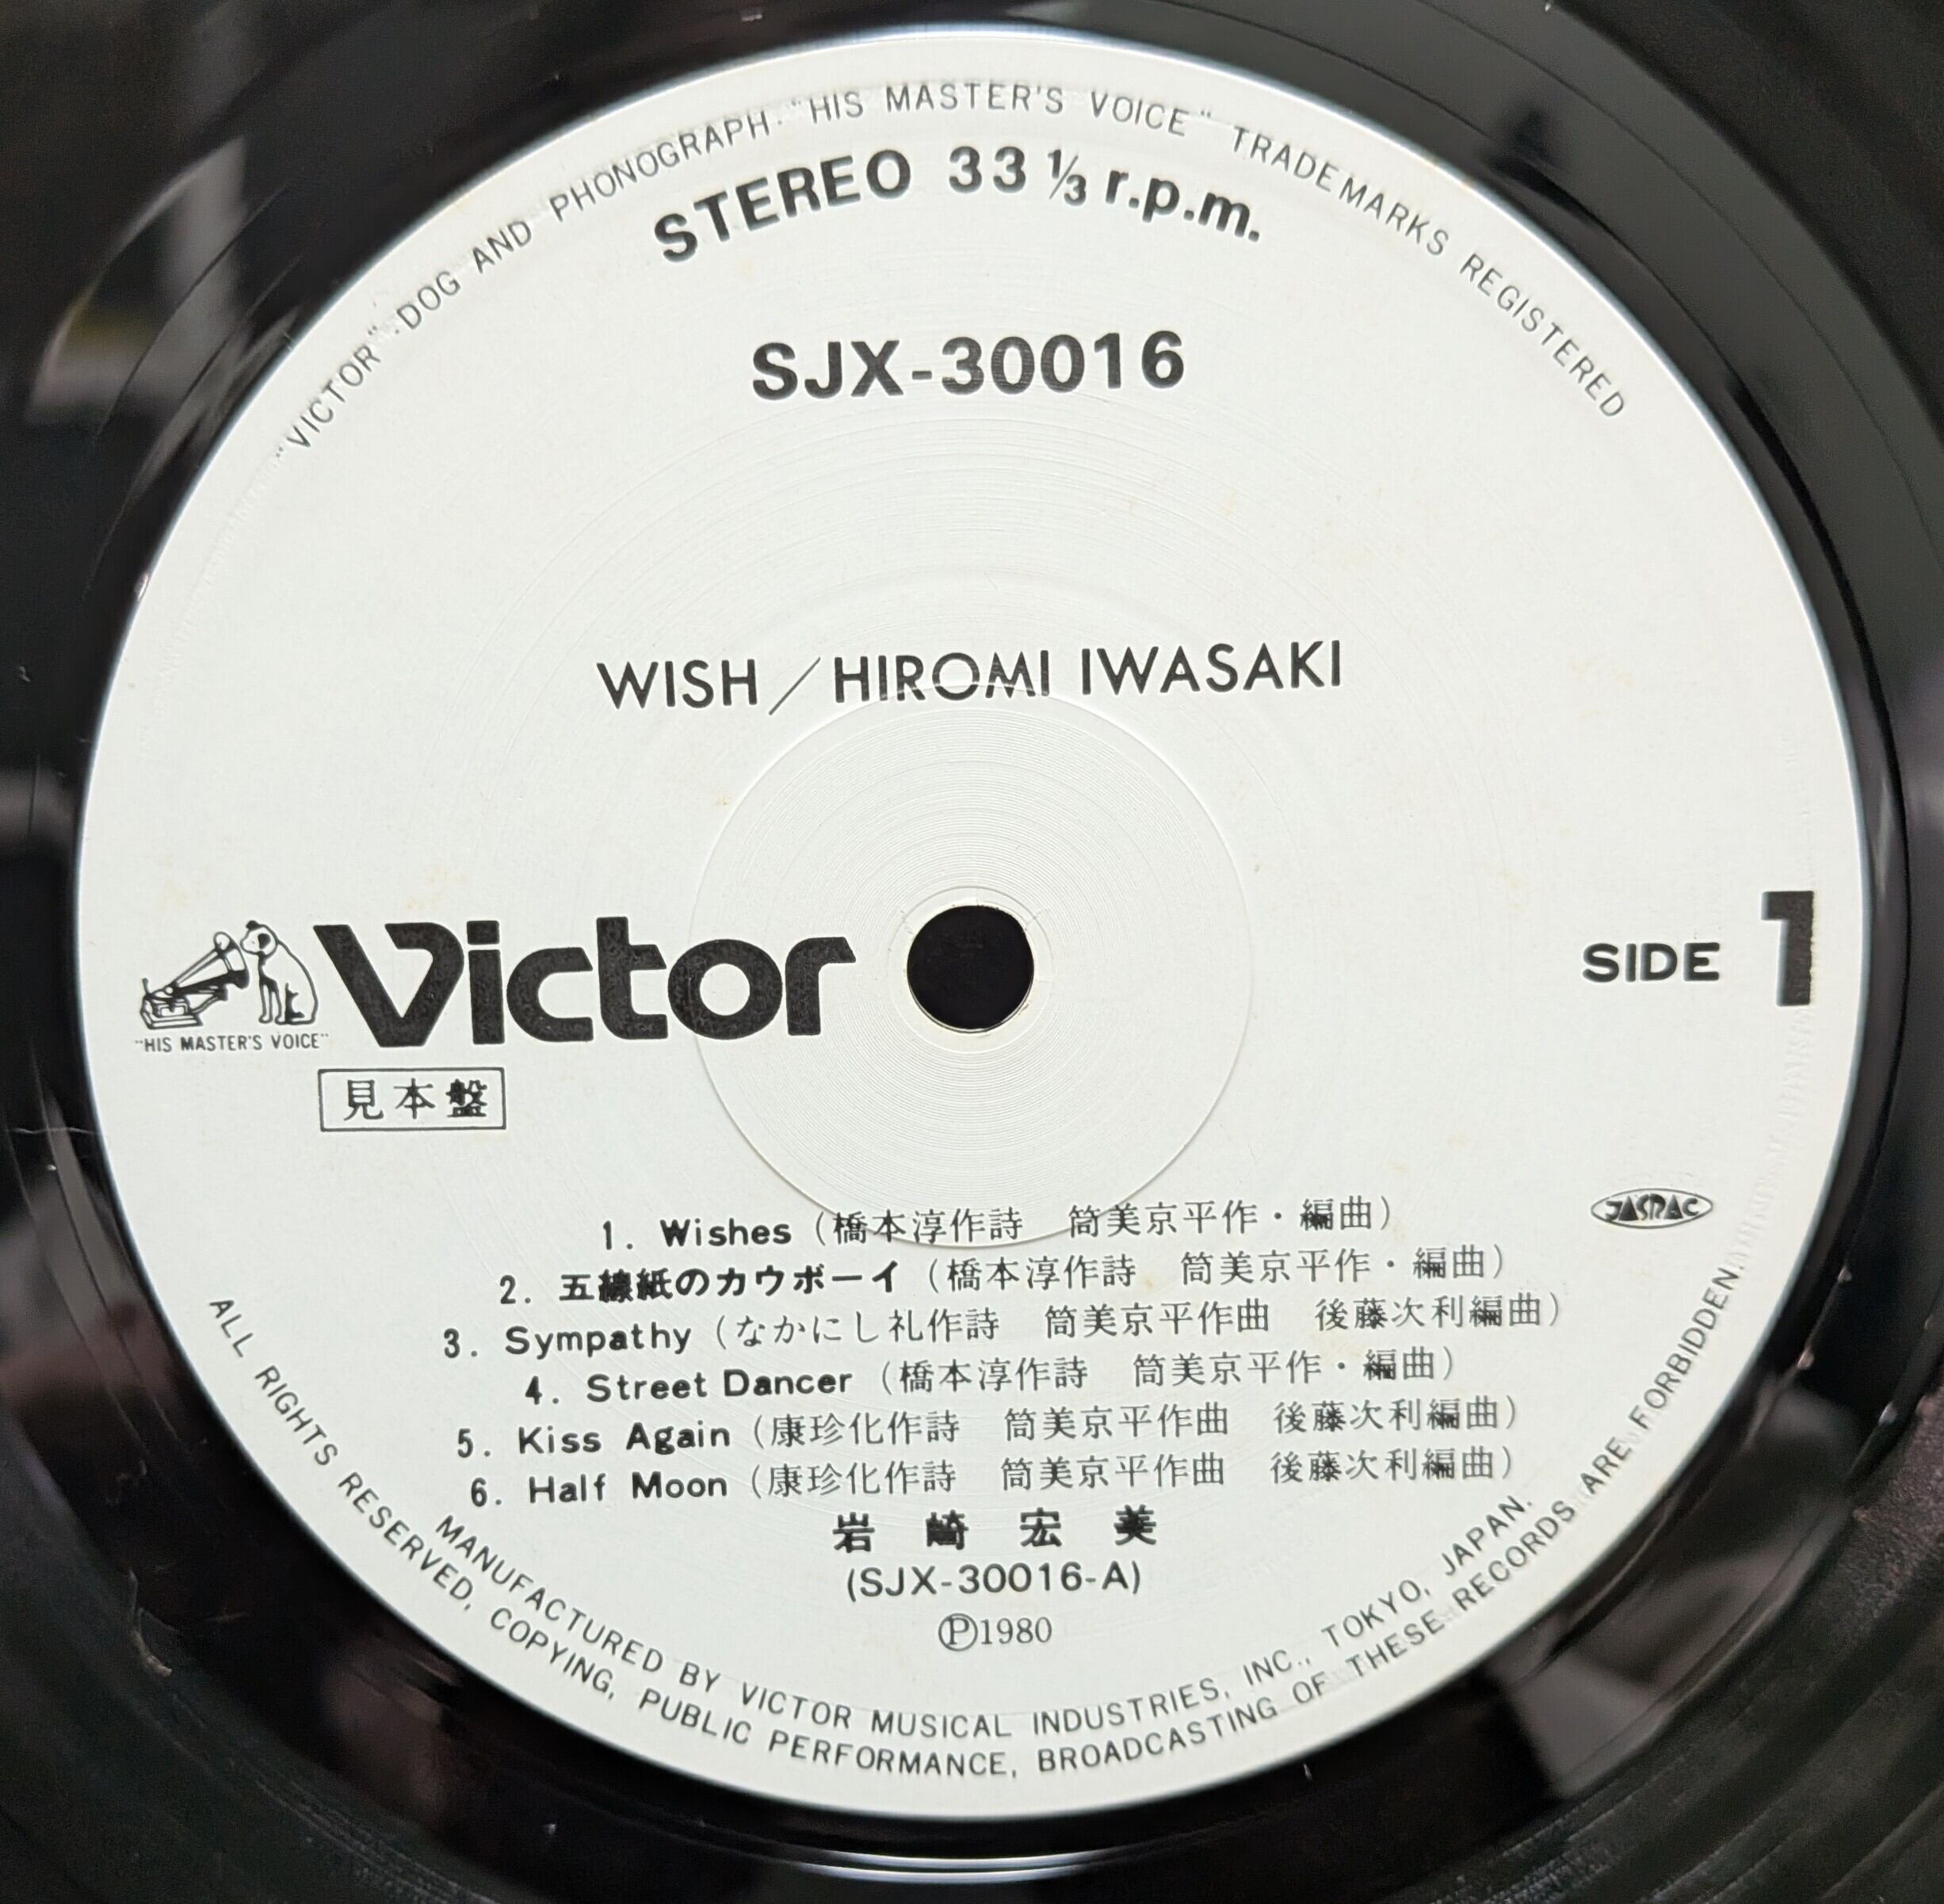 "VICTOR", DOG AND PHONOGRAPH, "HIS MASTER'S VOICE" TRADEMARKS REGISTERED
STEREO 33 ⅓ r.p.m.
SJX-30016
WISH／HIROMI IWASAKI
Victor
SIDE 1
"HIS MASTER'S VOICE"
見本盤
JASRAC
1. Wishes（橋本淳作詩　筒美京平作・編曲）
2. 五線紙のカウボーイ（橋本淳作詩　筒美京平作・編曲）
3. Sympathy（なかにし礼作詩　筒美京平作曲　後藤次利編曲）
4. Street Dancer（橋本淳作詩　筒美京平作・編曲）
5. Kiss Again（康珍化作詩　筒美京平作曲　後藤次利編曲）
6. Half Moon（康珍化作詩　筒美京平作曲　後藤次利編曲）
岩崎宏美
(SJX-30016-A)
Ⓟ1980
MANUFACTURED BY VICTOR MUSICAL INDUSTRIES, INC., TOKYO, JAPAN.
ALL RIGHTS RESERVED, COPYING, PUBLIC PERFORMANCE, BROADCASTING OF THESE RECORDS ARE FORBIDDEN.